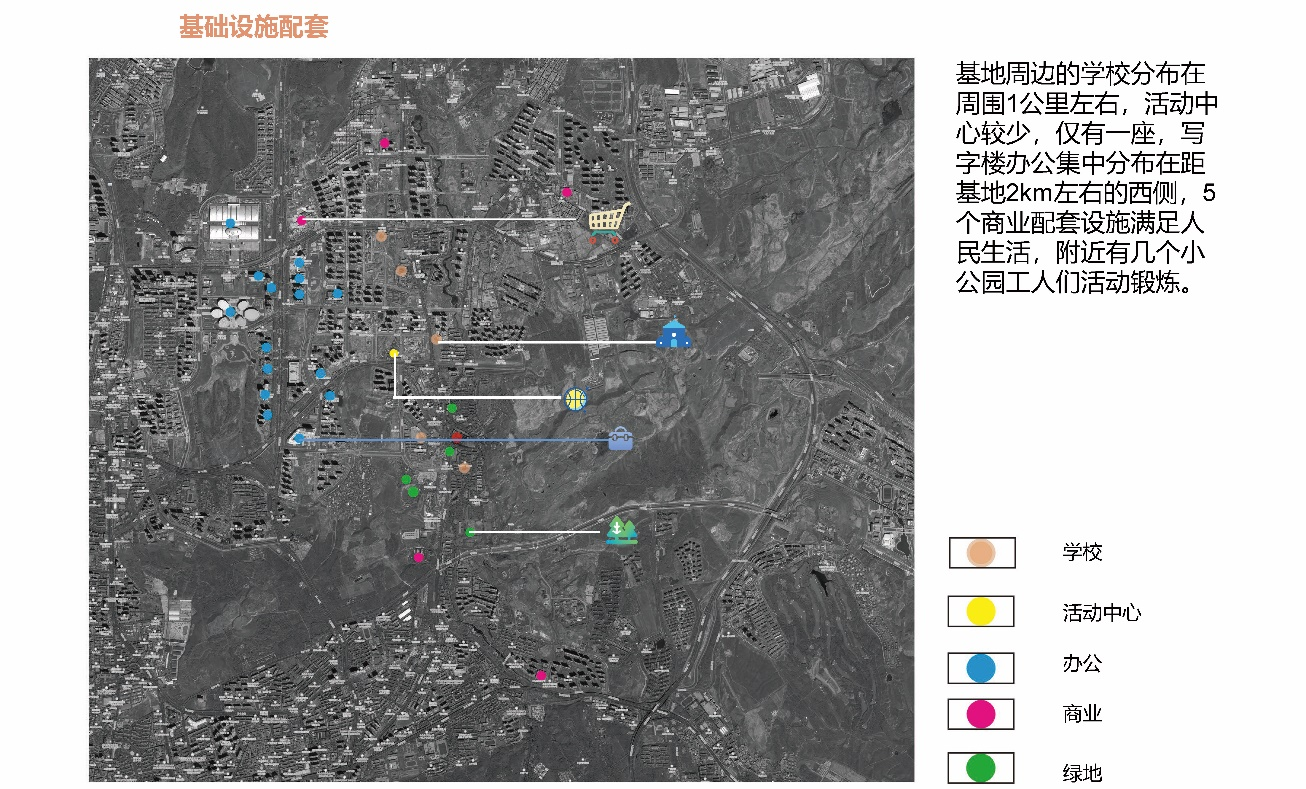 基础设施配套
基地周边的学校分布在
周围1公里左右，活动中
心较少，仅有一座，写
字楼办公集中分布在距
基地2km左右的西侧，5
个商业配套设施满足人
民生活，附近有几个小
公园工人们活动锻炼。
学校
活动中心
办公
商业
绿地